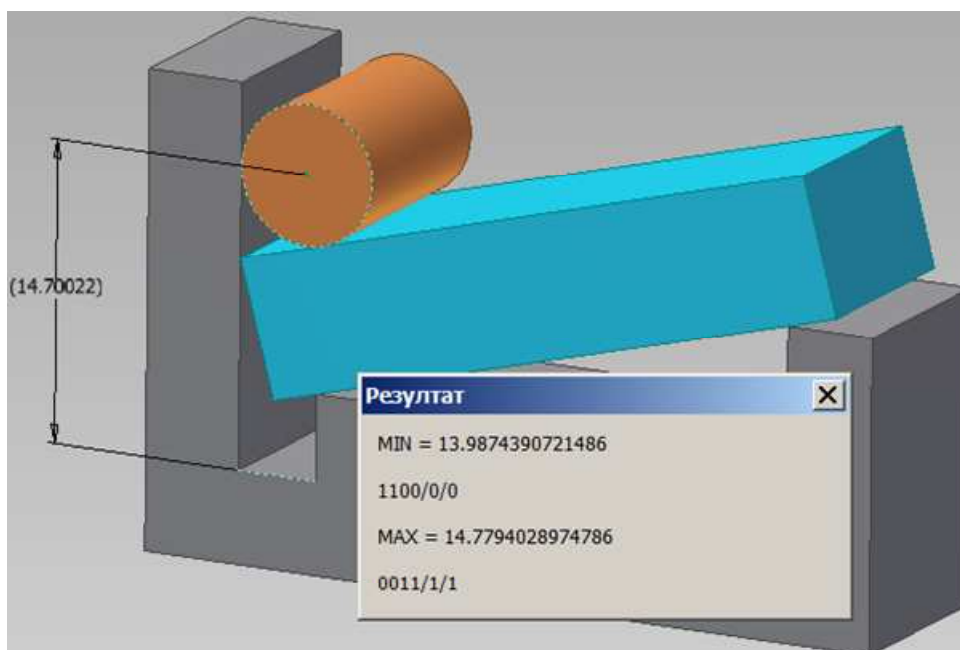 (14.70022)
Резултат
MIN = 13.9874390721486
1100/0/0
MAX = 14.7794028974786
0011/1/1